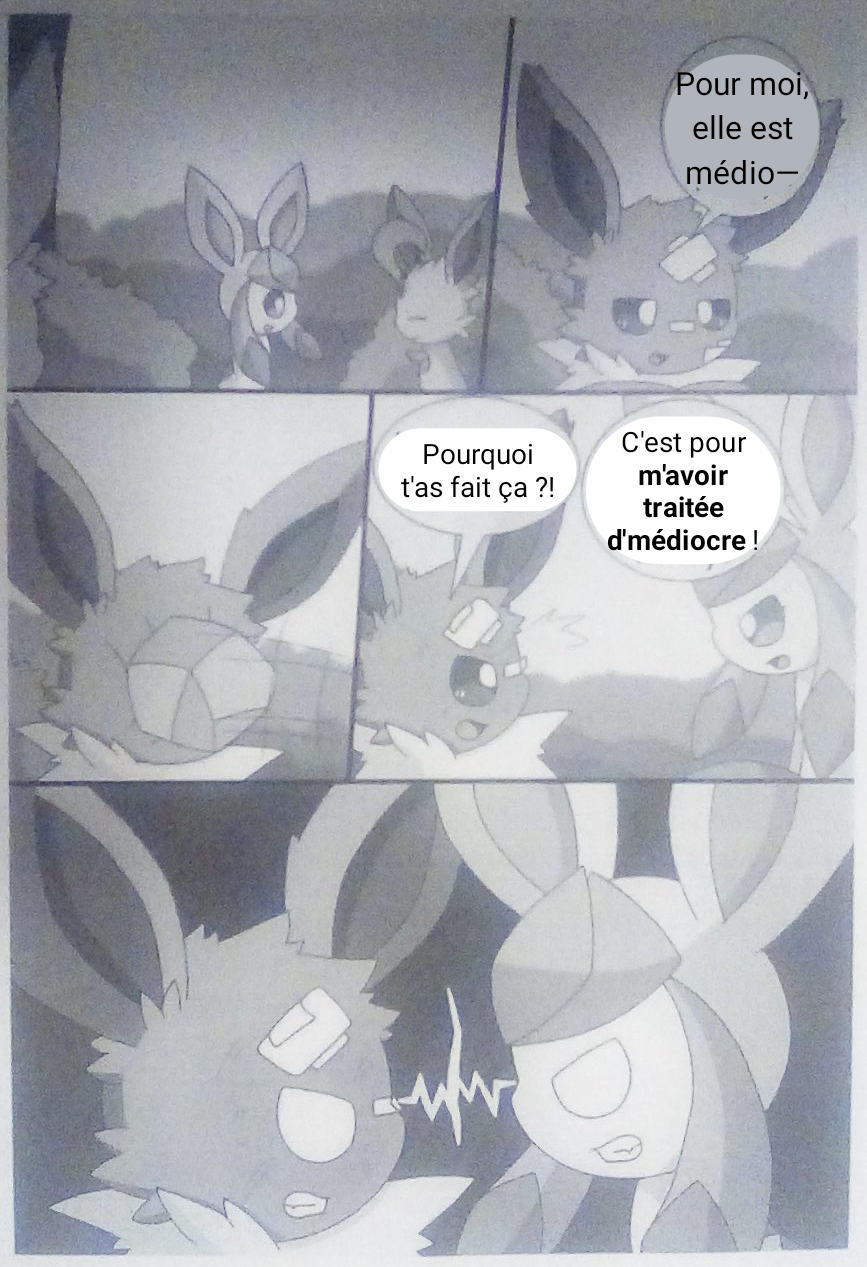 Pour moi,
elle est
médio—
Pourquoi
t'as fait ça ?!
C'est pour
m'avoir
traitée
d'médiocre !